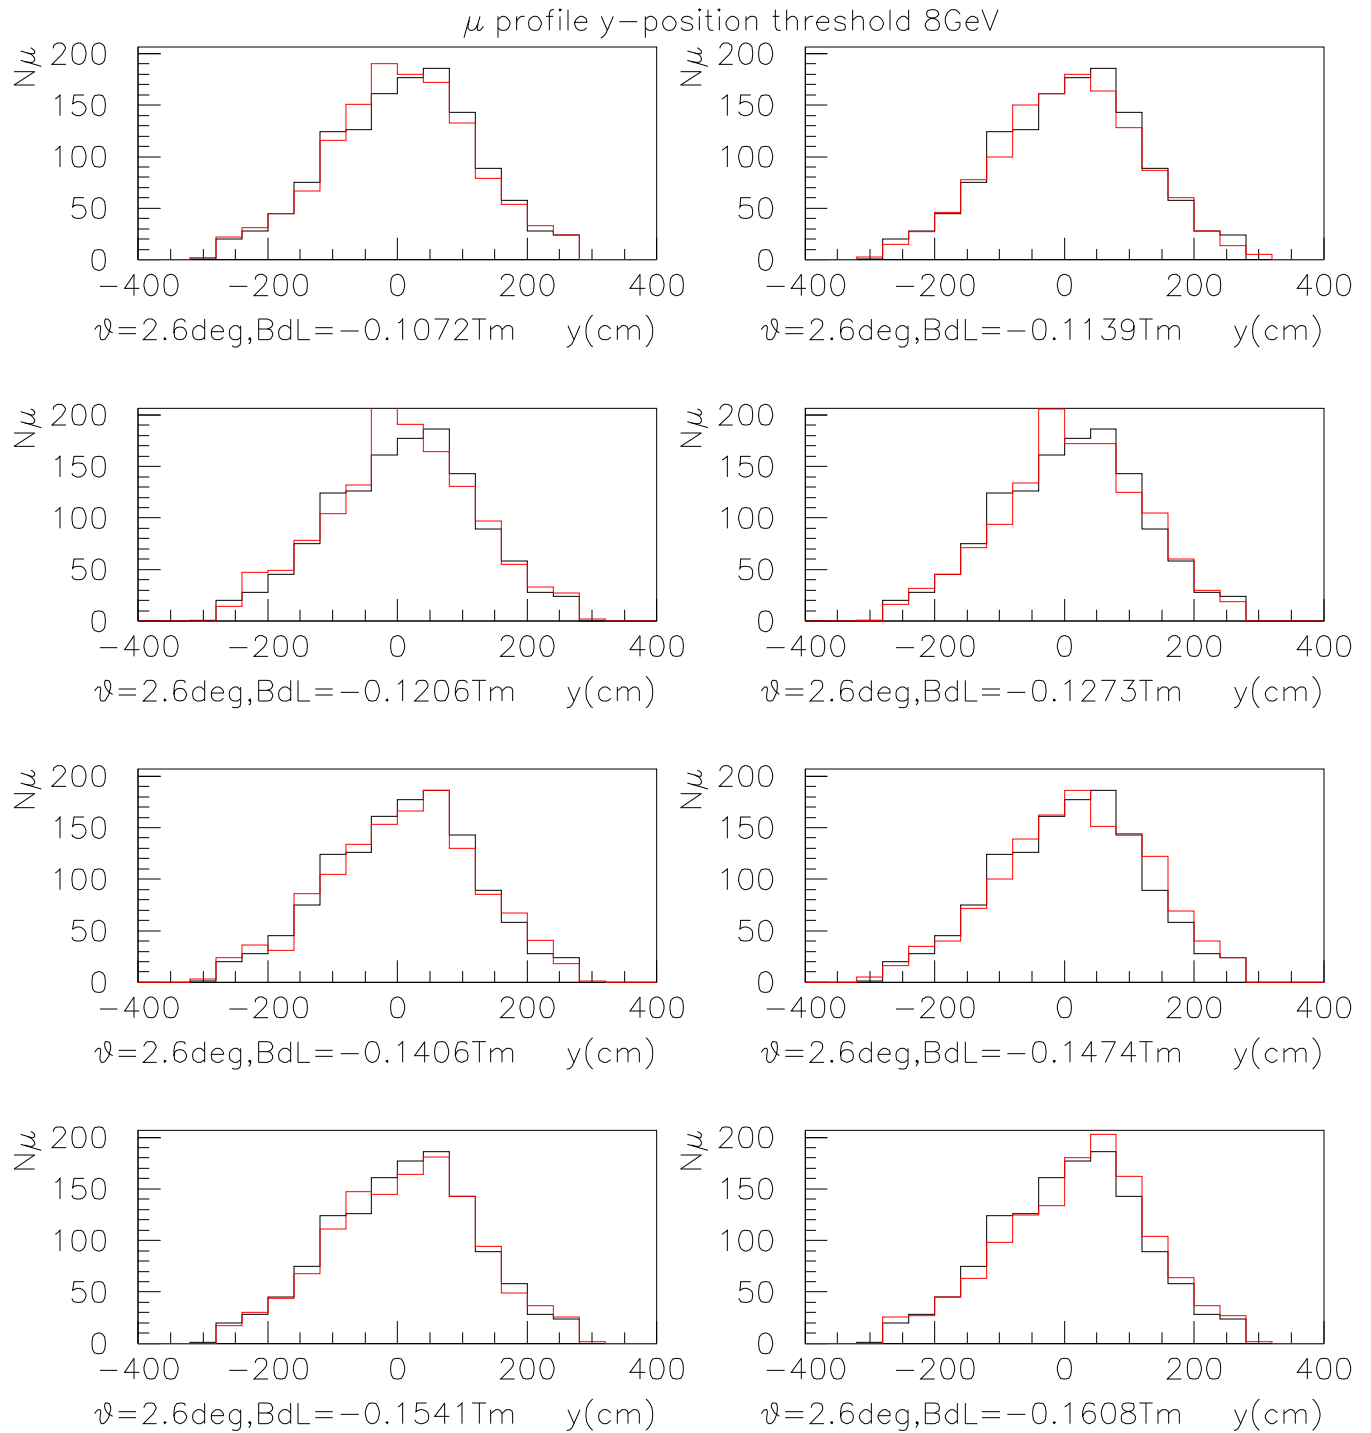 μ profile y−position threshold 8GeV
Nμ
200
150
100
50
0
−400 −200 0 200 400
ϑ=2.6deg,BdL=−0.1072Tm y(cm)
Nμ
200
150
100
50
0
−400 −200 0 200 400
ϑ=2.6deg,BdL=−0.1139Tm y(cm)
Nμ
200
150
100
50
0
−400 −200 0 200 400
ϑ=2.6deg,BdL=−0.1206Tm y(cm)
Nμ
200
150
100
50
0
−400 −200 0 200 400
ϑ=2.6deg,BdL=−0.1273Tm y(cm)
Nμ
200
150
100
50
0
−400 −200 0 200 400
ϑ=2.6deg,BdL=−0.1406Tm y(cm)
Nμ
200
150
100
50
0
−400 −200 0 200 400
ϑ=2.6deg,BdL=−0.1474Tm y(cm)
Nμ
200
150
100
50
0
−400 −200 0 200 400
ϑ=2.6deg,BdL=−0.1541Tm y(cm)
Nμ
200
150
100
50
0
−400 −200 0 200 400
ϑ=2.6deg,BdL=−0.1608Tm y(cm)